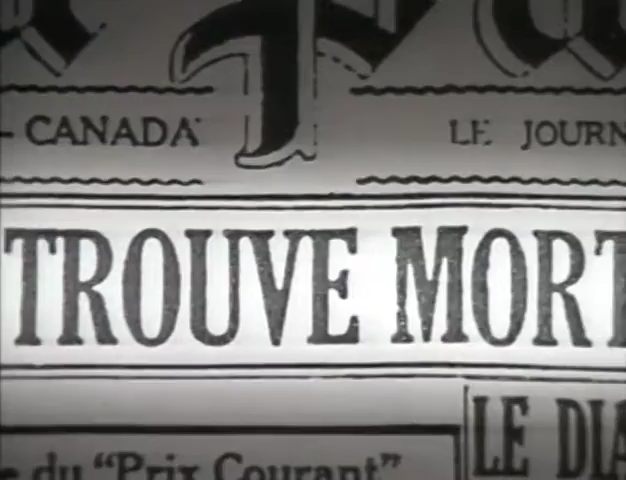 - CANADA
LE JOURN
TROUVE MORT
LE DIA
e du "Prix Courant"